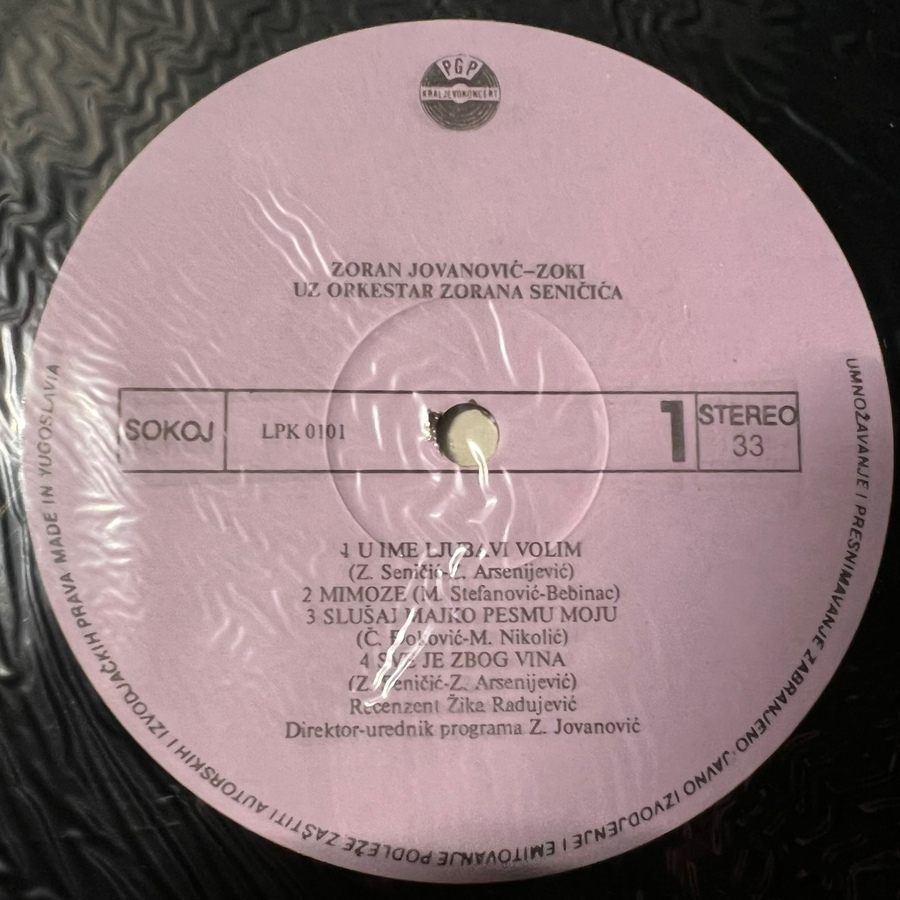 PGP
KRALJEVOKONCERT
ZORAN JOVANOVIĆ–ZOKI
UZ ORKESTAR ZORANA SENIČIĆA
SOKOJ
LPK 0101
1
STEREO
33
1 U IME LJUBAVI VOLIM
(Z. Seničić-Z. Arsenijević)
2 MIMOZE (M. Stefanović-Bebinac)
3 SLUŠAJ MAJKO PESMU MOJU
(Č. Đoković-M. Nikolić)
4 SVE JE ZBOG VINA
(Z. Seničić-Z. Arsenijević)
Recenzent Žika Radujević
Direktor-urednik programa Z. Jovanović
UMNOŽAVANJE I PRESNIMAVANJE ZABRANJENO JAVNO IZVODJENJE I EMITOVANJE PODLEŽE ZAŠTITI AUTORSKIH I IZVODJAČKIH PRAVA MADE IN YUGOSLAVIA